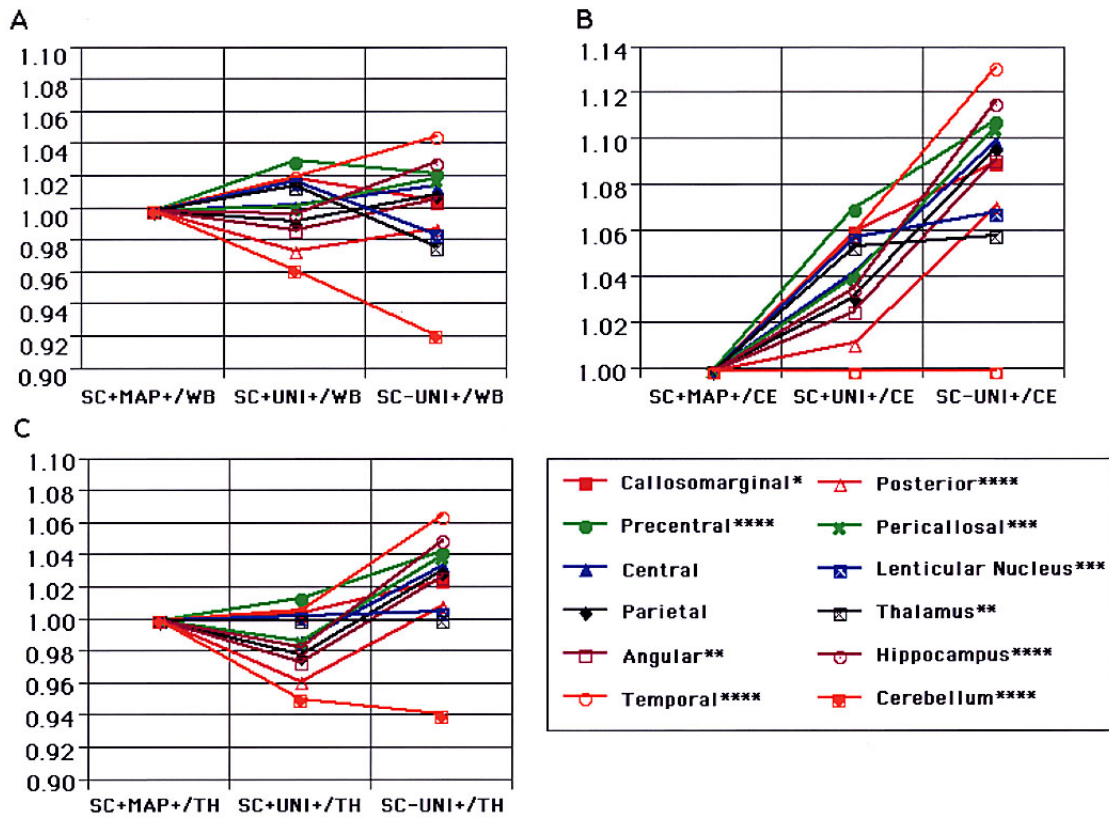 A
1.10
1.08
1.06
1.04
1.02
1.00
0.98
0.96
0.94
0.92
0.90
SC+MAP+/WB SC+UNI+/WB SC-UNI+/WB
B
1.14
1.12
1.10
1.08
1.06
1.04
1.02
1.00
SC+MAP+/CE SC+UNI+/CE SC-UNI+/CE
C
1.10
1.08
1.06
1.04
1.02
1.00
0.98
0.96
0.94
0.92
0.90
SC+MAP+/TH SC+UNI+/TH SC-UNI+/TH
Callosomarginal*
Precentral****
Central
Parietal
Angular**
Temporal****
Posterior****
Pericallosal***
Lenticular Nucleus***
Thalamus**
Hippocampus****
Cerebellum****